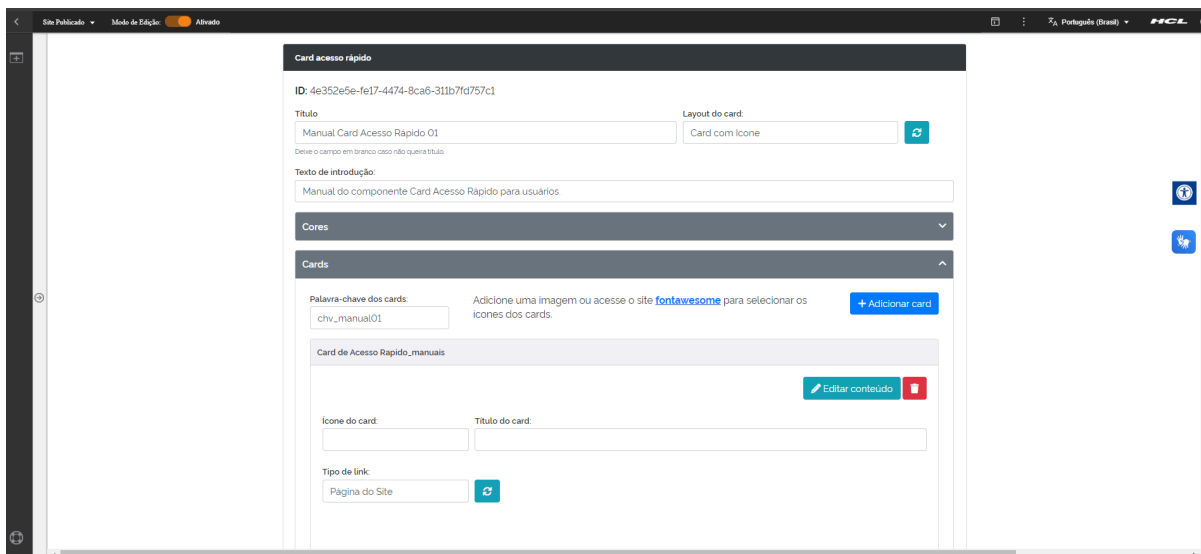 Site Publicado Modo de Edição: Ativado Português (Brasil) HCL
Card acesso rápido
ID: 4e352e5e-fe17-4474-8ca6-311b7fd757c1
Título Layout do card:
Manual Card Acesso Rápido 01 Card com Icone
Deixe o campo em branco caso não queira título.
Texto de introdução:
Manual do componente Card Acesso Rápido para usuários
Cores
Cards
Palavra-chave dos cards: Adicione uma imagem ou acesse o site fontawesome para selecionar os
ícones dos cards.
+ Adicionar card
chv_manual01
Card de Acesso Rapido_manuais
Editar conteúdo
Ícone do card: Título do card:
Tipo de link:
Página do Site